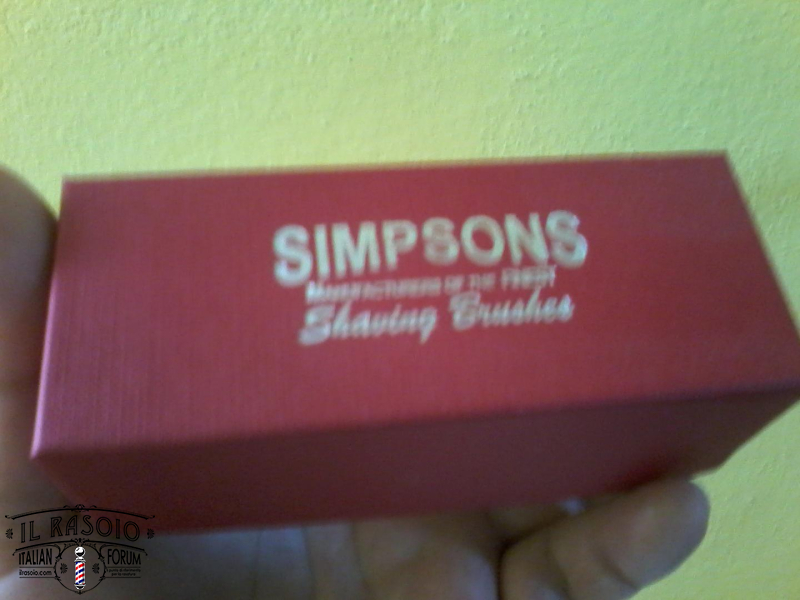 SIMPSONS
MANUFACTURERS OF THE FINEST
Shaving Brushes
IL RASOIO
ITALIAN FORUM
ilrasoio.com